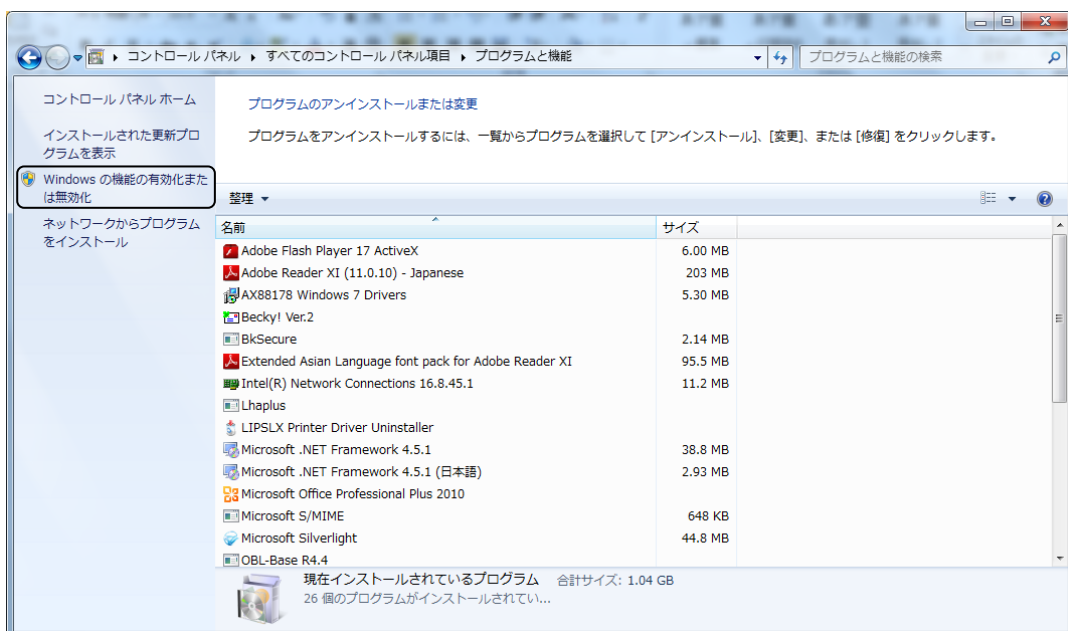 コントロール パネル ▸ すべてのコントロール パネル項目 ▸ プログラムと機能
プログラムと機能の検索
コントロール パネル ホーム
インストールされた更新プロ
グラムを表示
Windows の機能の有効化また
は無効化
ネットワークからプログラム
をインストール
プログラムのアンインストールまたは変更
プログラムをアンインストールするには、一覧からプログラムを選択して [アンインストール]、[変更]、または [修復] をクリックします。
整理
名前 サイズ
Adobe Flash Player 17 ActiveX 6.00 MB
Adobe Reader XI (11.0.10) - Japanese 203 MB
AX88178 Windows 7 Drivers 5.30 MB
Becky! Ver.2
BkSecure 2.14 MB
Extended Asian Language font pack for Adobe Reader XI 95.5 MB
Intel(R) Network Connections 16.8.45.1 11.2 MB
Lhaplus
LIPSLX Printer Driver Uninstaller
Microsoft .NET Framework 4.5.1 38.8 MB
Microsoft .NET Framework 4.5.1 (日本語) 2.93 MB
Microsoft Office Professional Plus 2010
Microsoft S/MIME 648 KB
Microsoft Silverlight 44.8 MB
OBL-Base R4.4
現在インストールされているプログラム 合計サイズ: 1.04 GB
26 個のプログラムがインストールされてい...